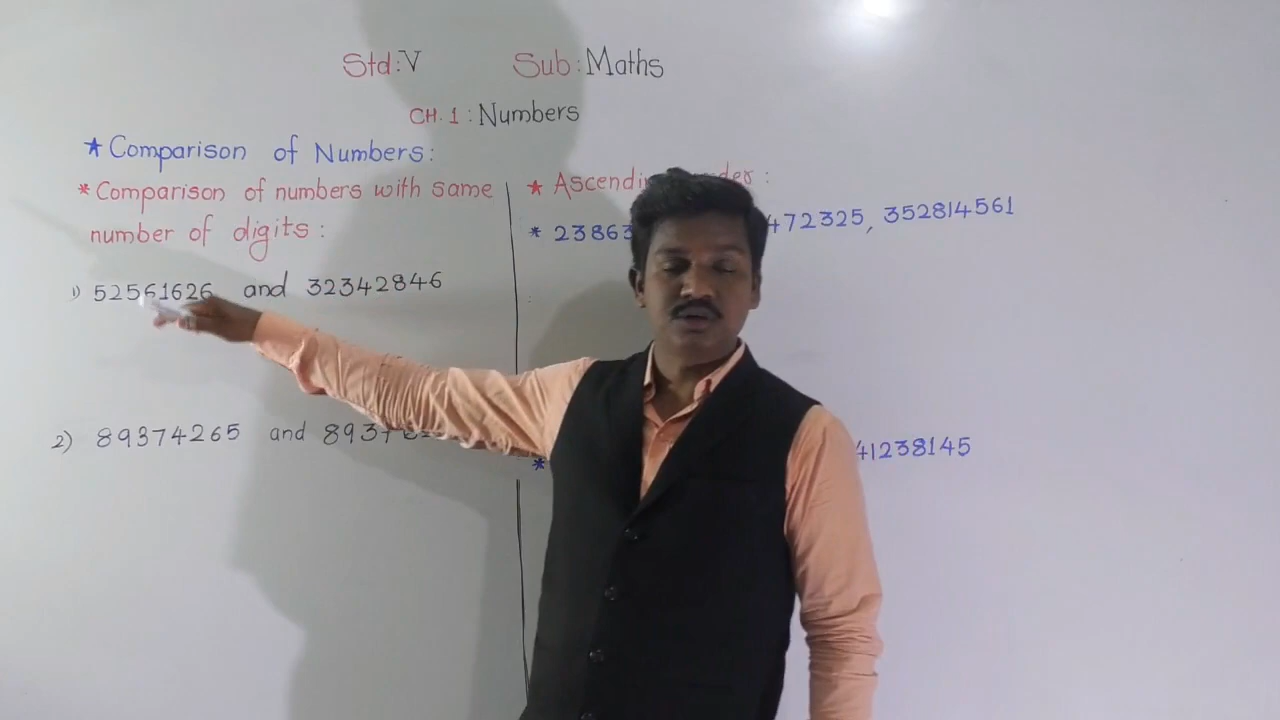 Std: V Sub: Maths
CH. 1 : Numbers
★ Comparison of Numbers:
* Comparison of numbers with same
number of digits :
1) 52561626 and 32342846
2) 89374265 and
★ :
* 472325, 352814561
* 41238145